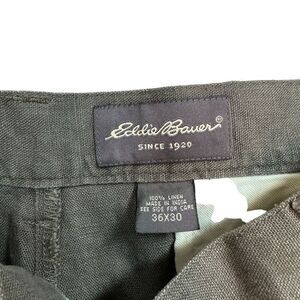 Eddie Bauer®
SINCE 1920
100% LINEN
MADE IN INDIA
SEE SIDE FOR CARE
36X30